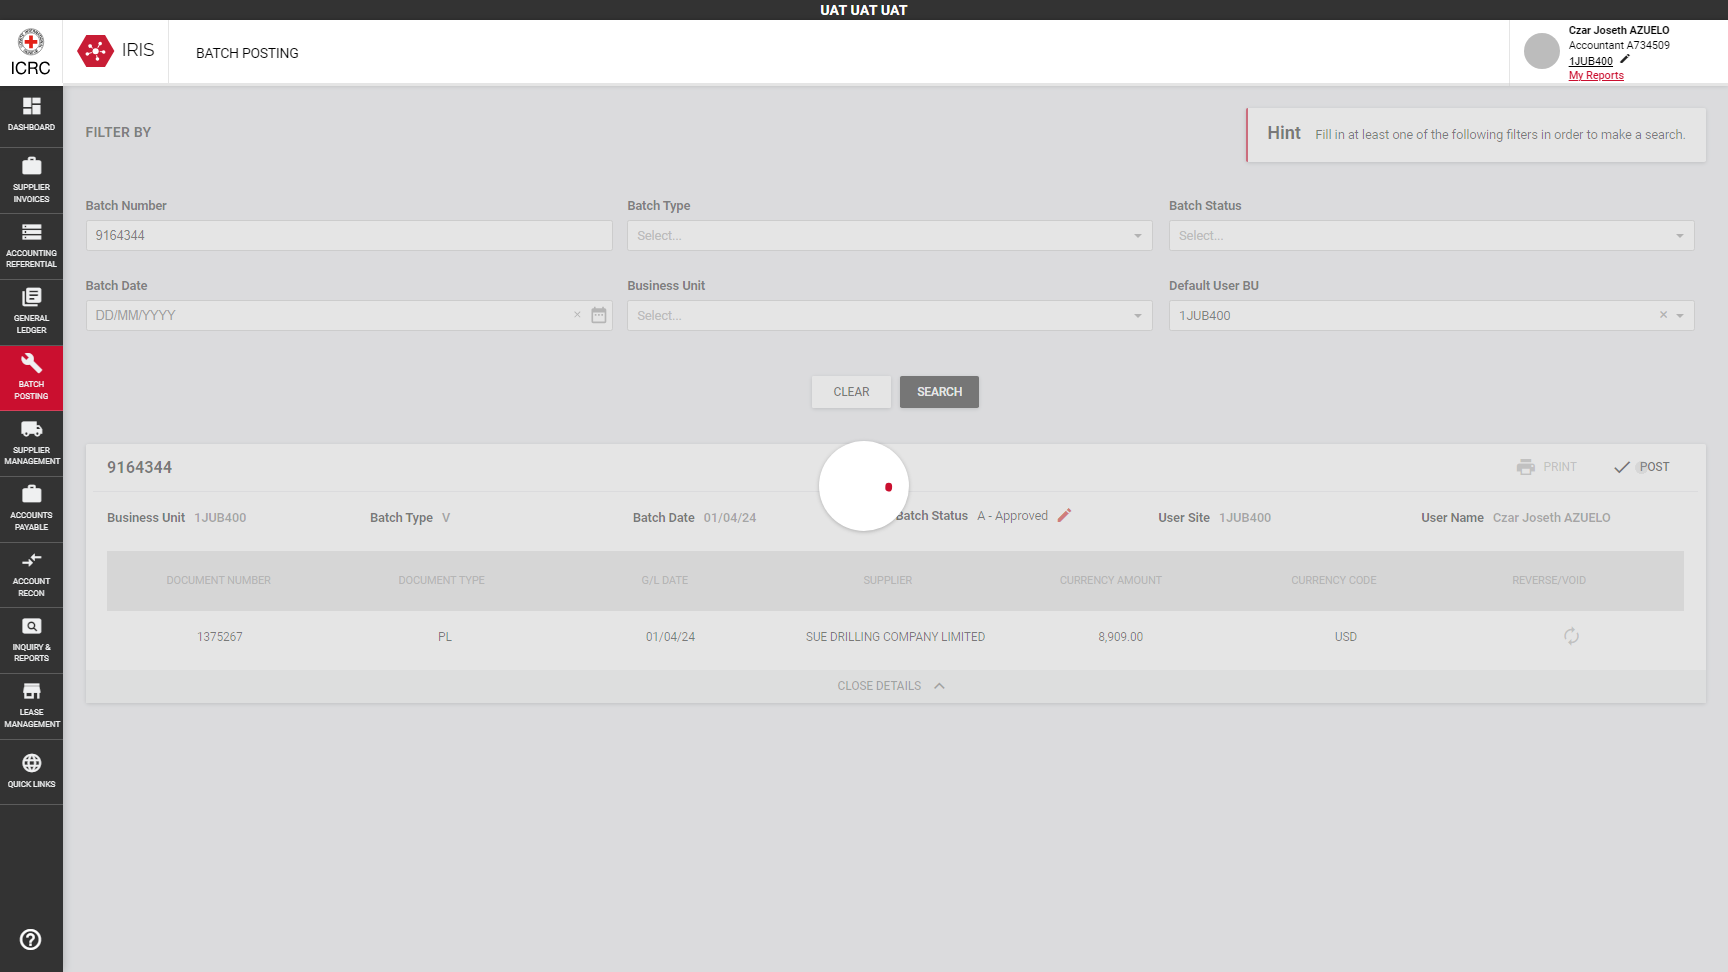 UAT UAT UAT
ICRC
IRIS
BATCH POSTING
Czar Joseth AZUELO
Accountant A734509
1JUB400
My Reports
DASHBOARD
SUPPLIER
INVOICES
ACCOUNTING
REFERENTIAL
GENERAL
LEDGER
BATCH
POSTING
SUPPLIER
MANAGEMENT
ACCOUNTS
PAYABLE
ACCOUNT
RECON
INQUIRY &
REPORTS
LEASE
MANAGEMENT
QUICK LINKS
FILTER BY
Hint Fill in at least one of the following filters in order to make a search.
Batch Number Batch Type Batch Status
9164344 Select... Select...
Batch Date Business Unit Default User BU
DD/MM/YYYY Select... 1JUB400
CLEAR SEARCH
9164344 PRINT POST
Business Unit 1JUB400 Batch Type V Batch Date 01/04/24 Batch Status A - Approved User Site 1JUB400 User Name Czar Joseth AZUELO
DOCUMENT NUMBER DOCUMENT TYPE G/L DATE SUPPLIER CURRENCY AMOUNT CURRENCY CODE REVERSE/VOID
1375267 PL 01/04/24 SUE DRILLING COMPANY LIMITED 8,909.00 USD
CLOSE DETAILS